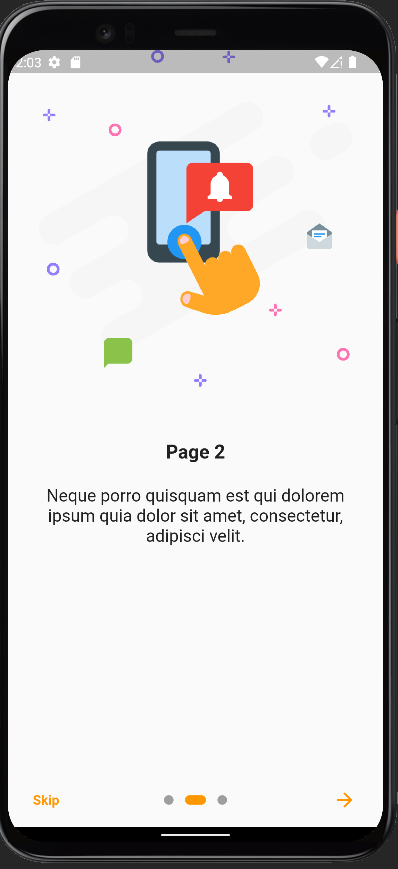 2:03
Page 2
Neque porro quisquam est qui dolorem
ipsum quia dolor sit amet, consectetur,
adipisci velit.
Skip